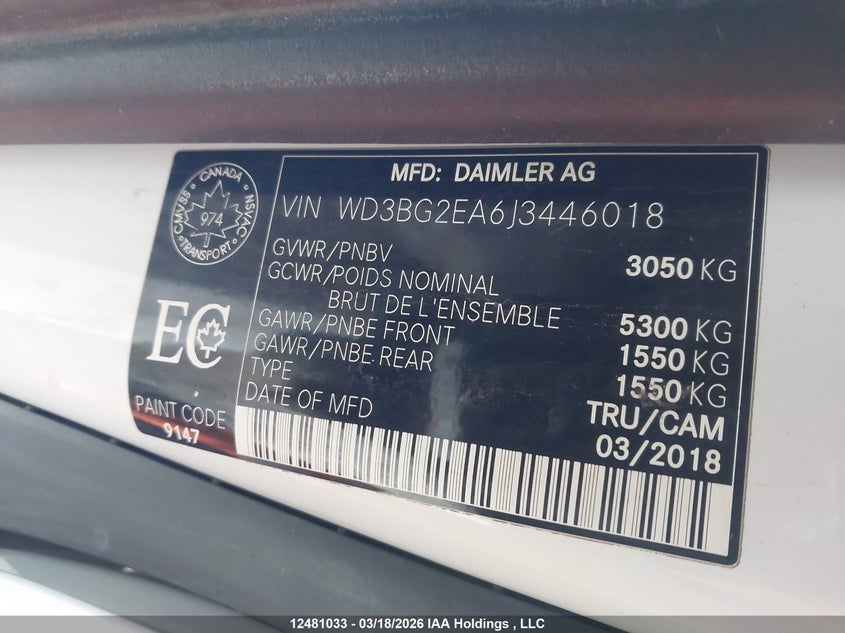 MFD: DAIMLER AG
CANADA
CMVSS 974 NSVAC
TRANSPORT
VIN WD3BG2EA6J3446018
GVWR/PNBV 3050 KG
GCWR/POIDS NOMINAL
BRUT DE L'ENSEMBLE 5300 KG
GAWR/PNBE FRONT 1550 KG
GAWR/PNBE REAR 1550 KG
TYPE TRU/CAM
DATE OF MFD 03/2018
EC
PAINT CODE
9147
12481033 - 03/18/2026 IAA Holdings , LLC